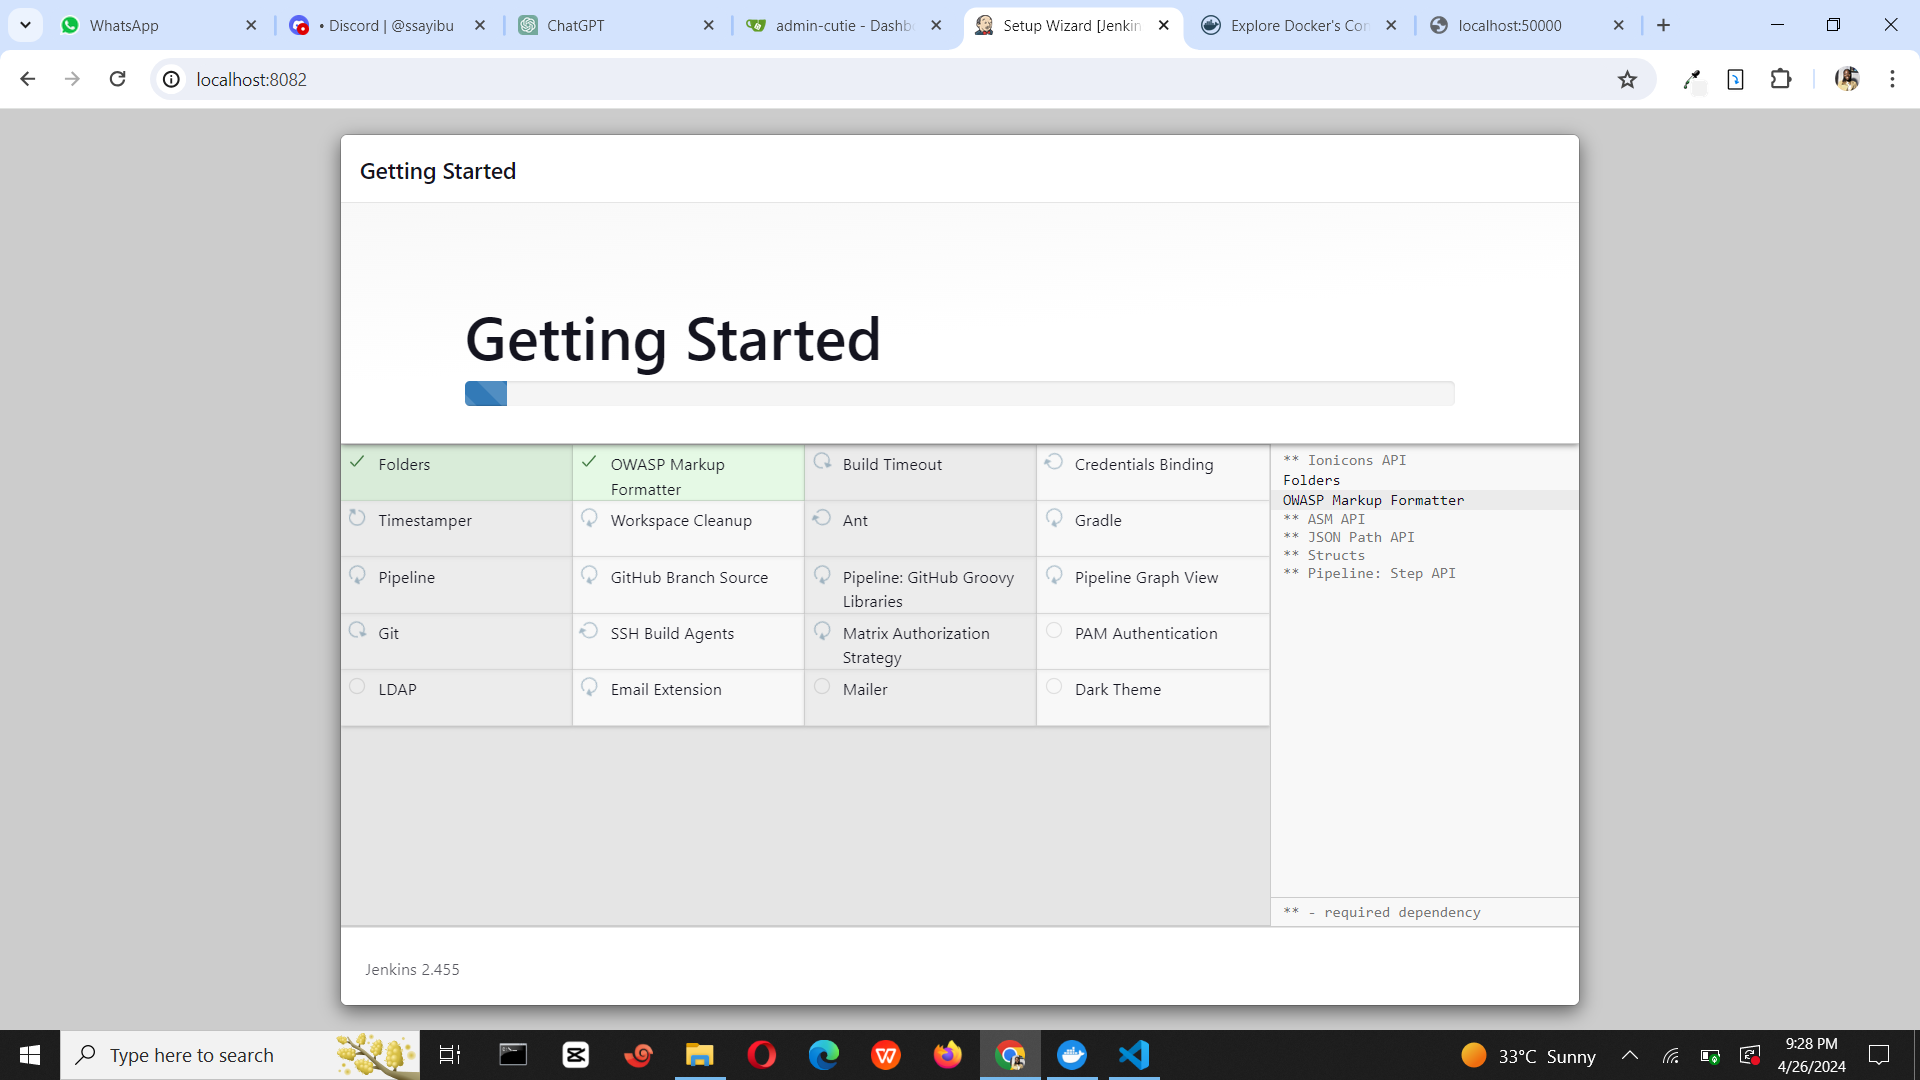 WhatsApp
• Discord | @ssayibu
ChatGPT
admin-cutie - Dashb
Setup Wizard [Jenkin
Explore Docker's Con
localhost:50000
localhost:8082
Getting Started
Getting Started
Folders
OWASP Markup
Formatter
Build Timeout
Credentials Binding
Timestamper
Workspace Cleanup
Ant
Gradle
Pipeline
GitHub Branch Source
Pipeline: GitHub Groovy
Libraries
Pipeline Graph View
Git
SSH Build Agents
Matrix Authorization
Strategy
PAM Authentication
LDAP
Email Extension
Mailer
Dark Theme
** Ionicons API
Folders
OWASP Markup Formatter
** ASM API
** JSON Path API
** Structs
** Pipeline: Step API
** - required dependency
Jenkins 2.455
Type here to search
33°C Sunny
9:28 PM
4/26/2024